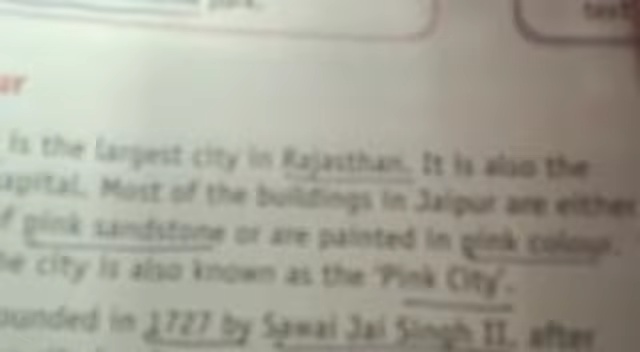 park.
text
ur
is the largest city in Rajasthan. It is also the
apital. Most of the buildings in Jaipur are either
f pink sandstone or are painted in pink colour.
he city is also known as the 'Pink City'.
ounded in 1727 by Sawai Jai Singh II, after